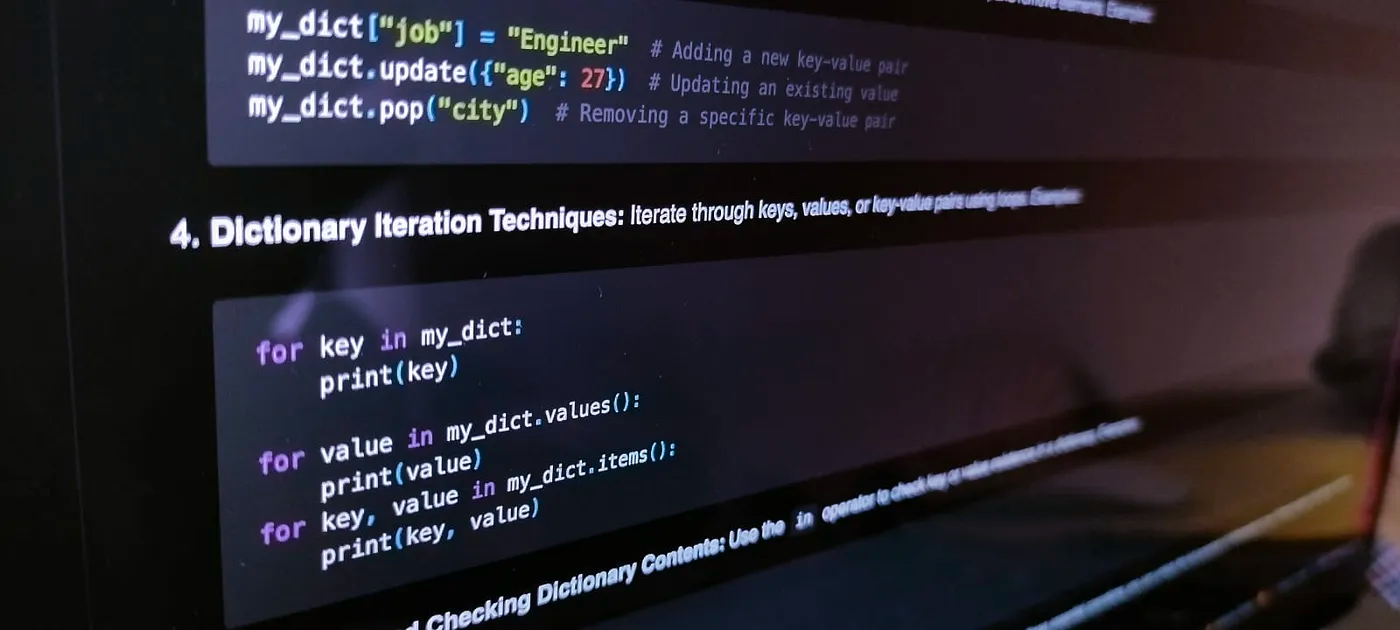 remove elements. Examples:
my_dict["job"] = "Engineer" # Adding a new key-value pair
my_dict.update({"age": 27}) # Updating an existing value
my_dict.pop("city") # Removing a specific key-value pair
4. Dictionary Iteration Techniques: Iterate through keys, values, or key-value pairs using loops. Examples:
for key in my_dict:
    print(key)
for value in my_dict.values():
    print(value)
for key, value in my_dict.items():
    print(key, value)
Checking Dictionary Contents: Use the in operator to check key or value existence in a dictionary.